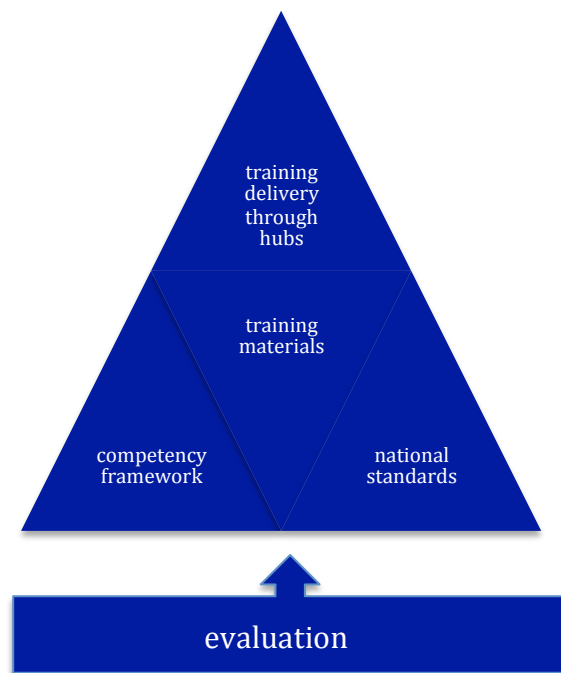 training
delivery
through
hubs
training
materials
competency
framework
national
standards
evaluation